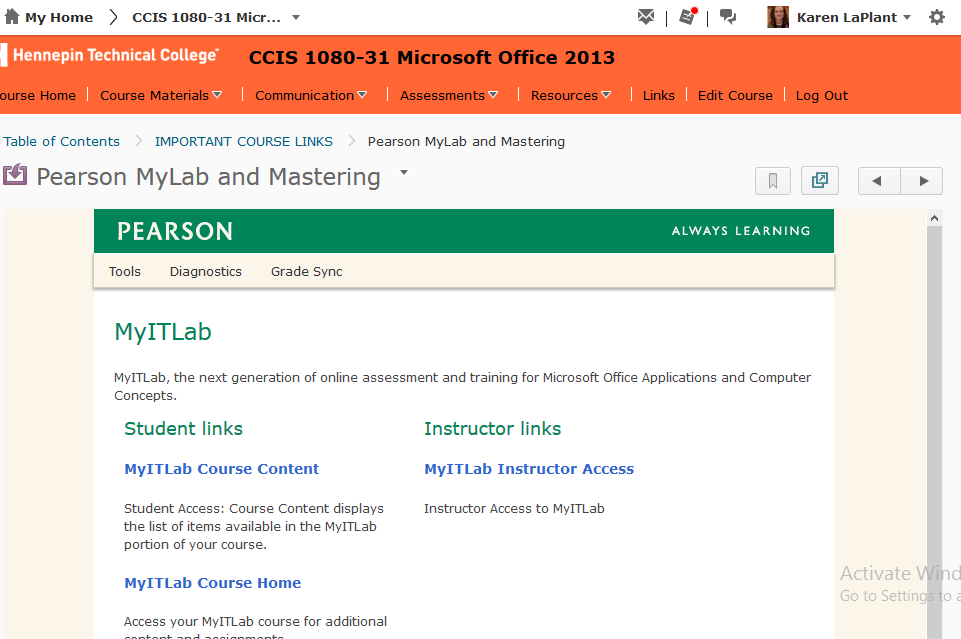 My Home CCIS 1080-31 Micr... Karen LaPlant
Hennepin Technical College CCIS 1080-31 Microsoft Office 2013
ourse Home Course Materials Communication Assessments Resources Links Edit Course Log Out
Table of Contents IMPORTANT COURSE LINKS Pearson MyLab and Mastering
Pearson MyLab and Mastering
PEARSON ALWAYS LEARNING
Tools Diagnostics Grade Sync
MyITLab
MyITLab, the next generation of online assessment and training for Microsoft Office Applications and Computer
Concepts.
Student links
MyITLab Course Content
Student Access: Course Content displays
the list of items available in the MyITLab
portion of your course.
MyITLab Course Home
Access your MyITLab course for additional
content and assignments
Instructor links
MyITLab Instructor Access
Instructor Access to MyITLab
Activate Wind
Go to Settings to a